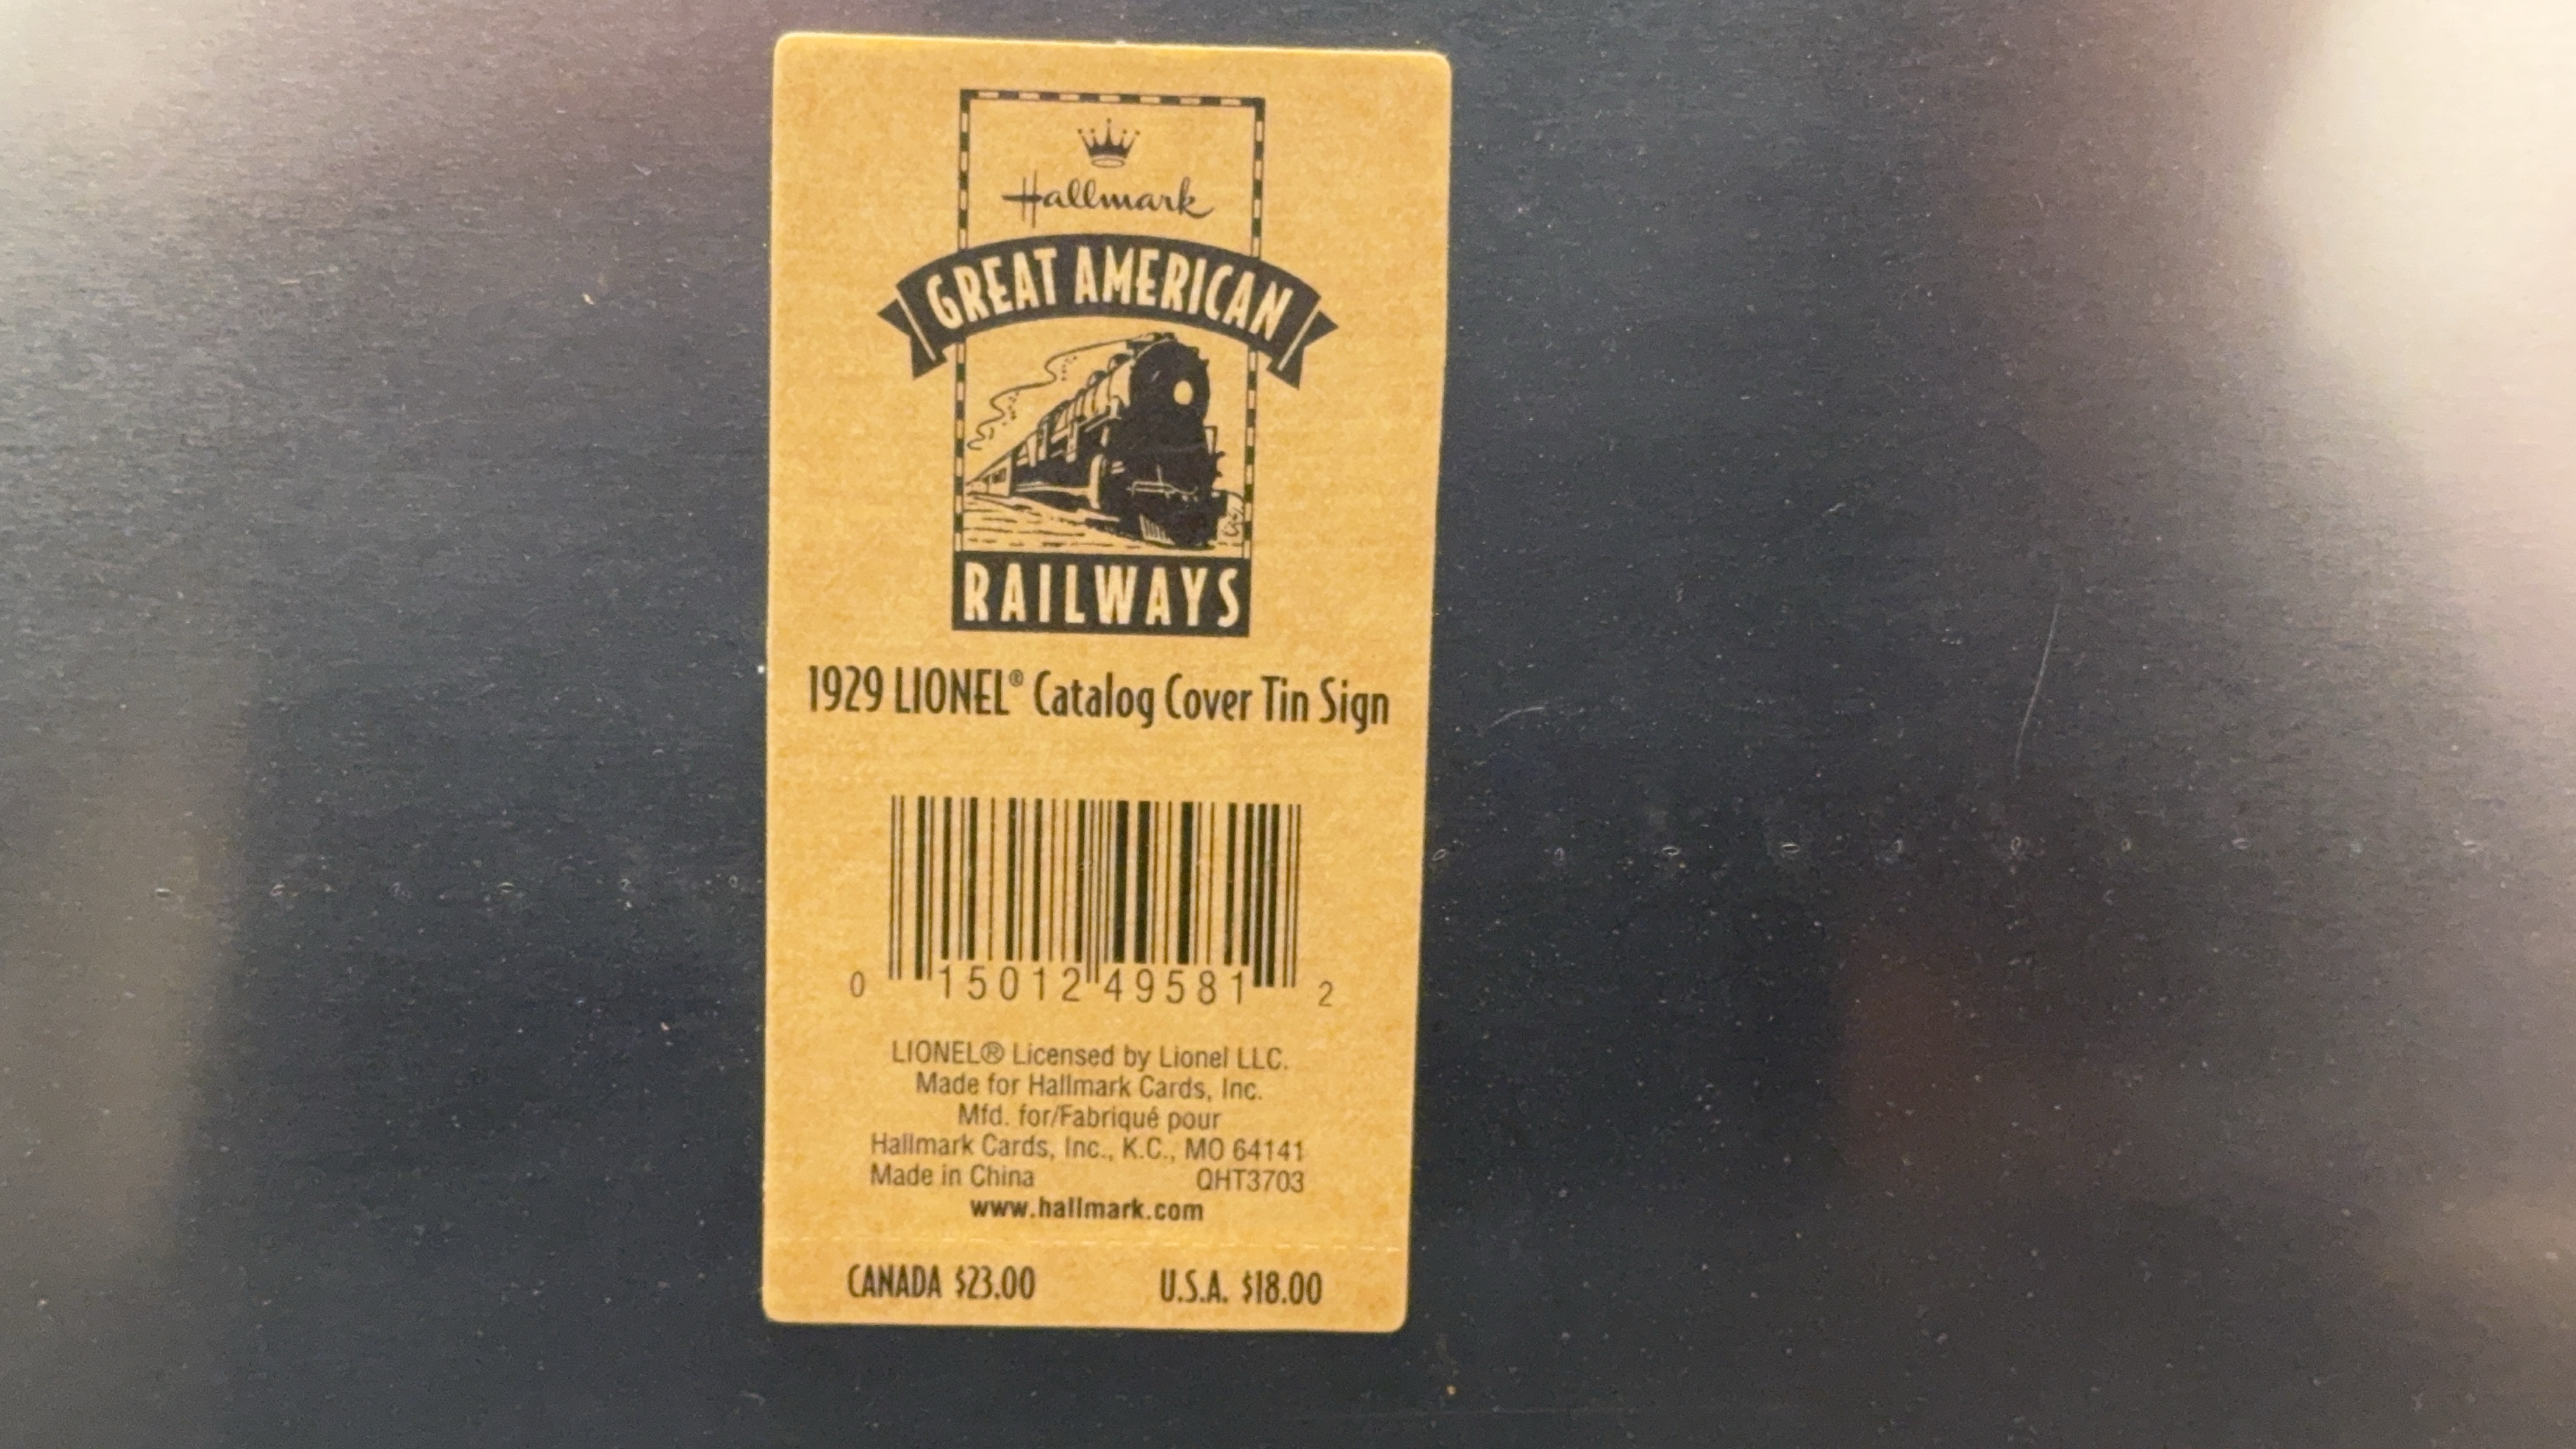 Hallmark
GREAT AMERICAN
RAILWAYS
1929 LIONEL® Catalog Cover Tin Sign
0 15012 49581 2
LIONEL® Licensed by Lionel LLC.
Made for Hallmark Cards, Inc.
Mfd. for/Fabriqué pour
Hallmark Cards, Inc., K.C., MO 64141
Made in China QHT3703
www.hallmark.com
CANADA $23.00 U.S.A. $18.00